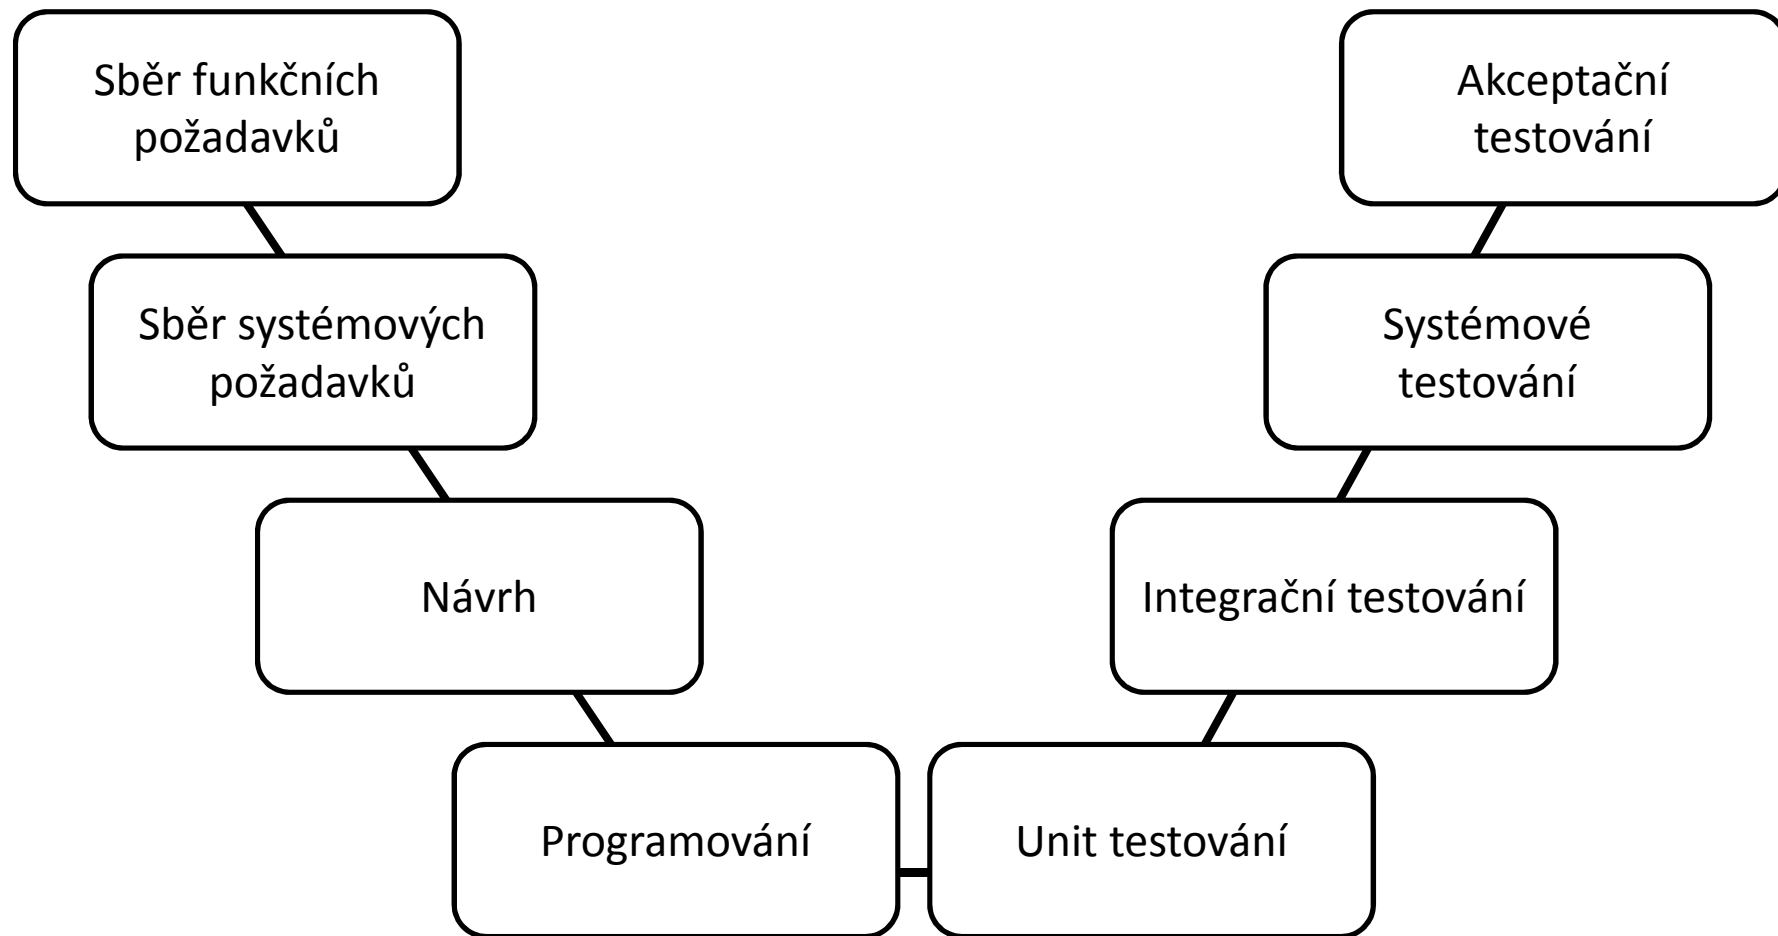 Sběr funkčních
požadavků
Akceptační
testování
Sběr systémových
požadavků
Systémové
testování
Návrh
Integrační testování
Programování
Unit testování